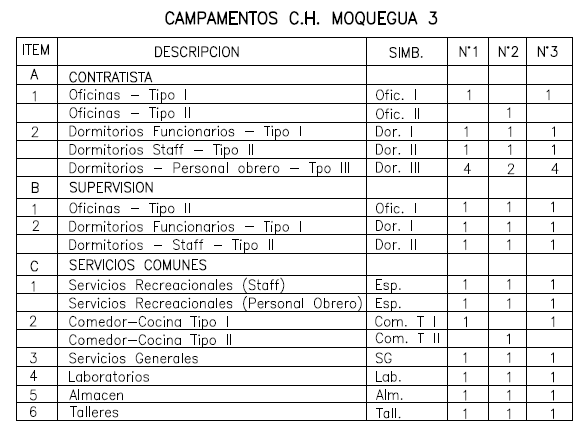 CAMPAMENTOS C.H. MOQUEGUA 3
ITEM DESCRIPCION SIMB. N°1 N°2 N°3
A CONTRATISTA
1 Oficinas – Tipo I Ofic. I 1 1
Oficinas – Tipo II Ofic. II 1
2 Dormitorios Funcionarios – Tipo I Dor. I 1 1 1
Dormitorios Staff – Tipo II Dor. II 1 1 1
Dormitorios – Personal obrero – Tpo III Dor. III 4 2 4
B SUPERVISION
1 Oficinas – Tipo II Ofic. I 1 1 1
2 Dormitorios Funcionarios – Tipo I Dor. I 1 1 1
Dormitorios – Staff – Tipo II Dor. II 1 1 1
C SERVICIOS COMUNES
1 Servicios Recreacionales (Staff) Esp. 1 1 1
Servicios Recreacionales (Personal Obrero) Esp. 1 1 1
2 Comedor–Cocina Tipo I Com. T I 1 1
Comedor–Cocina Tipo II Com. T II 1
3 Servicios Generales SG 1 1 1
4 Laboratorios Lab. 1 1 1
5 Almacen Alm. 1 1 1
6 Talleres Tall. 1 1 1